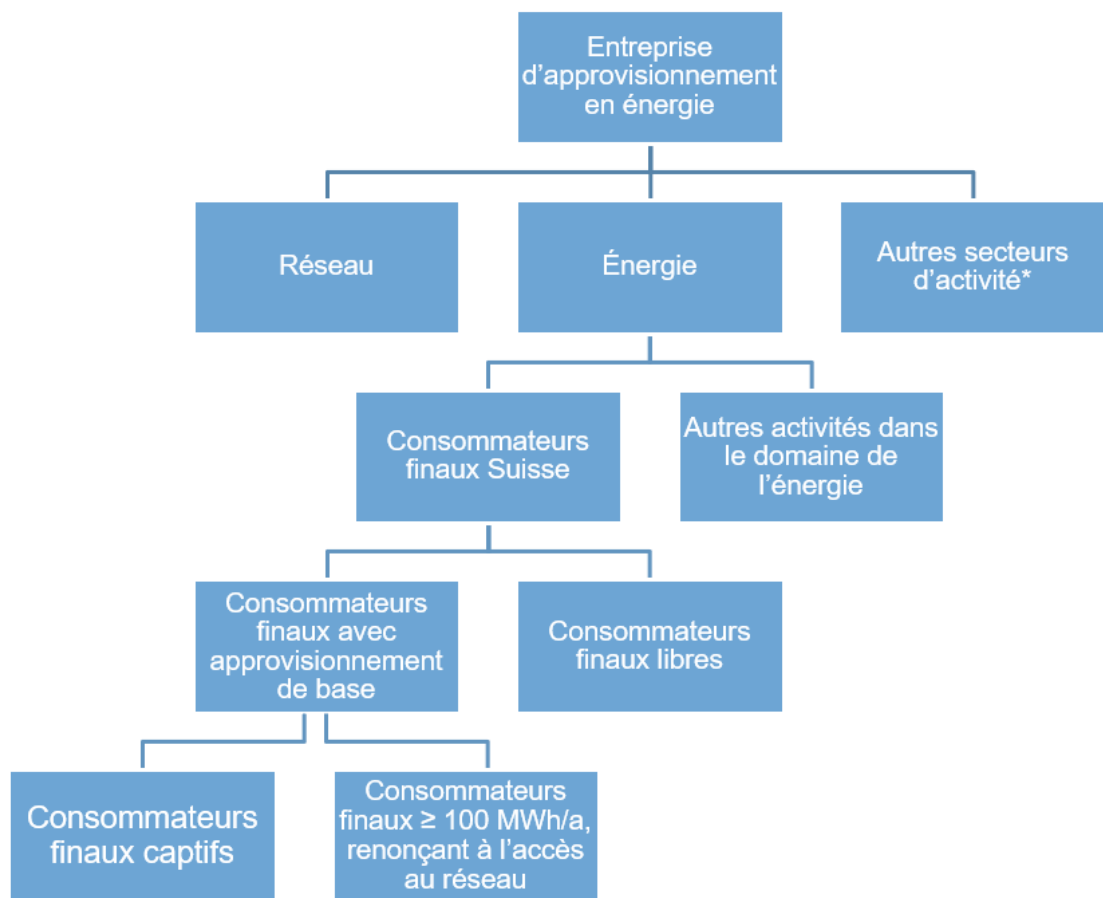 Entreprise
d’approvisionnement
en énergie
Réseau
Énergie
Autres secteurs
d’activité*
Consommateurs
finaux Suisse
Autres activités dans
le domaine de
l’énergie
Consommateurs
finaux avec
approvisionnement
de base
Consommateurs
finaux libres
Consommateurs
finaux captifs
Consommateurs
finaux ≥ 100 MWh/a,
renonçant à l’accès
au réseau